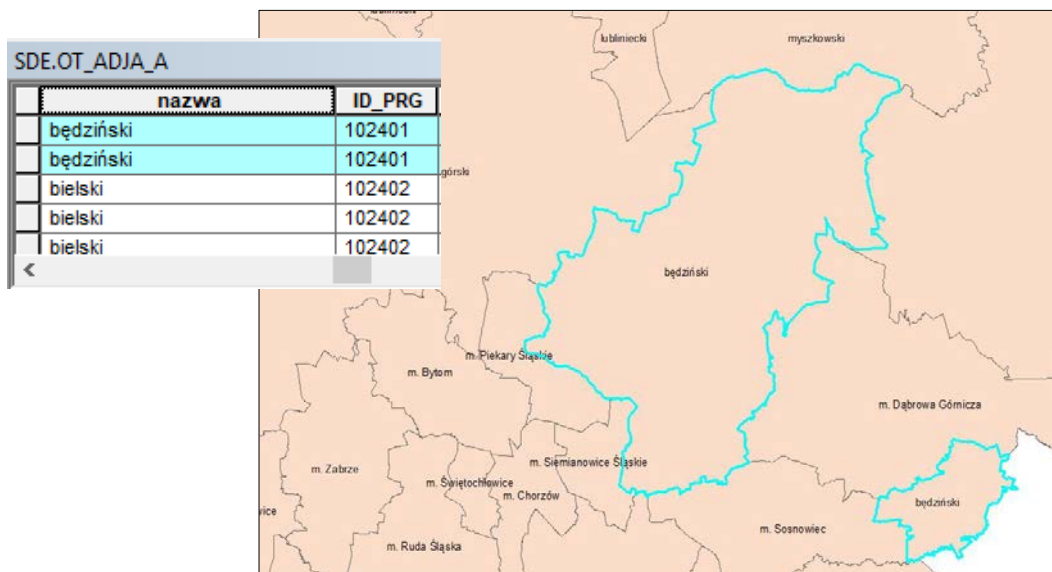 SDE.OT_ADJA_A
nazwa ID_PRG
będziński 102401
będziński 102401
bielski 102402
bielski 102402
bielski 102402
lubliniecki
myszkowski
górski
będziński
m. Piekary Śląskie
m. Bytom
m. Dąbrowa Górnicza
m. Siemianowice Śląskie
m. Zabrze
m. Świętochłowice
m. Chorzów
będziński
wice
m. Sosnowiec
m. Ruda Śląska